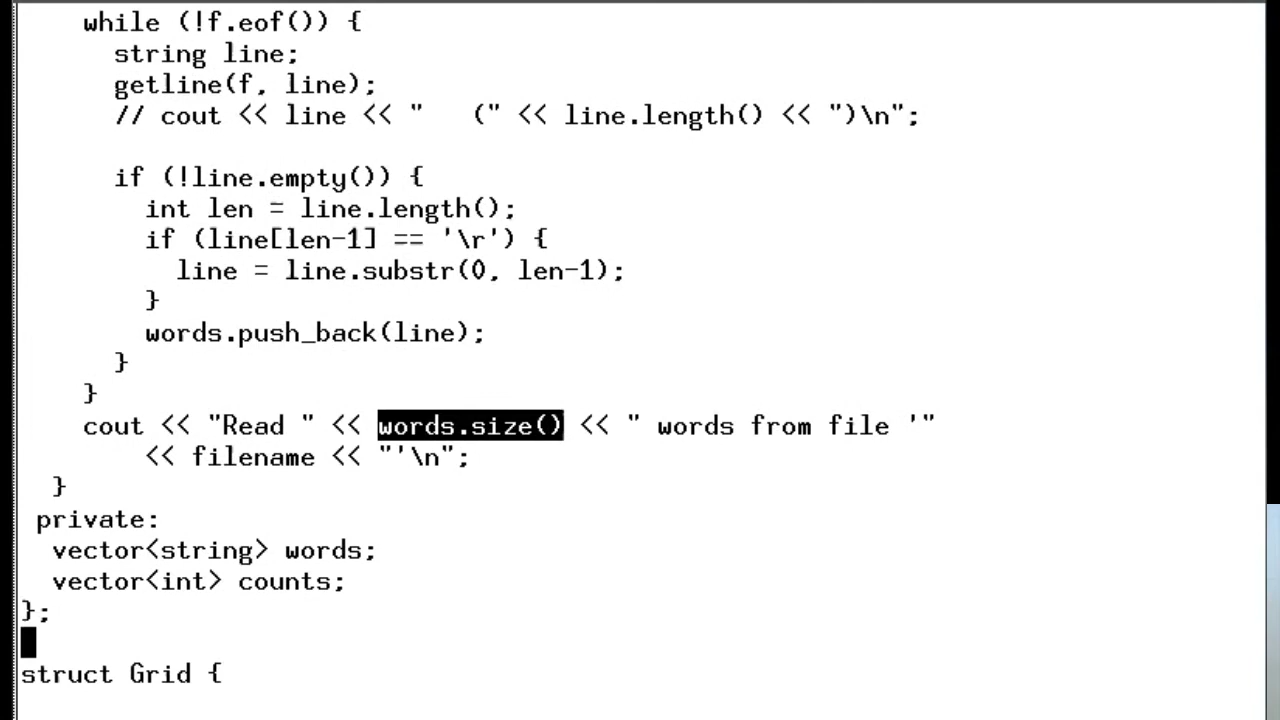 while (!f.eof()) {
string line;
getline(f, line);
// cout << line << "   (" << line.length() << ")\n";
if (!line.empty()) {
int len = line.length();
if (line[len-1] == '\r') {
line = line.substr(0, len-1);
}
words.push_back(line);
}
}
cout << "Read " << words.size() << " words from file '"
<< filename << "'\n";
}
private:
vector<string> words;
vector<int> counts;
};
struct Grid {